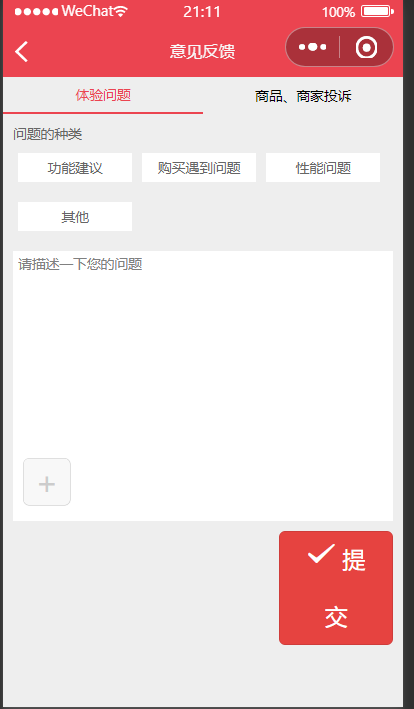 WeChat 21:11 100%
意见反馈
体验问题 商品、商家投诉
问题的种类
功能建议 购买遇到问题 性能问题
其他
请描述一下您的问题
+
提
交